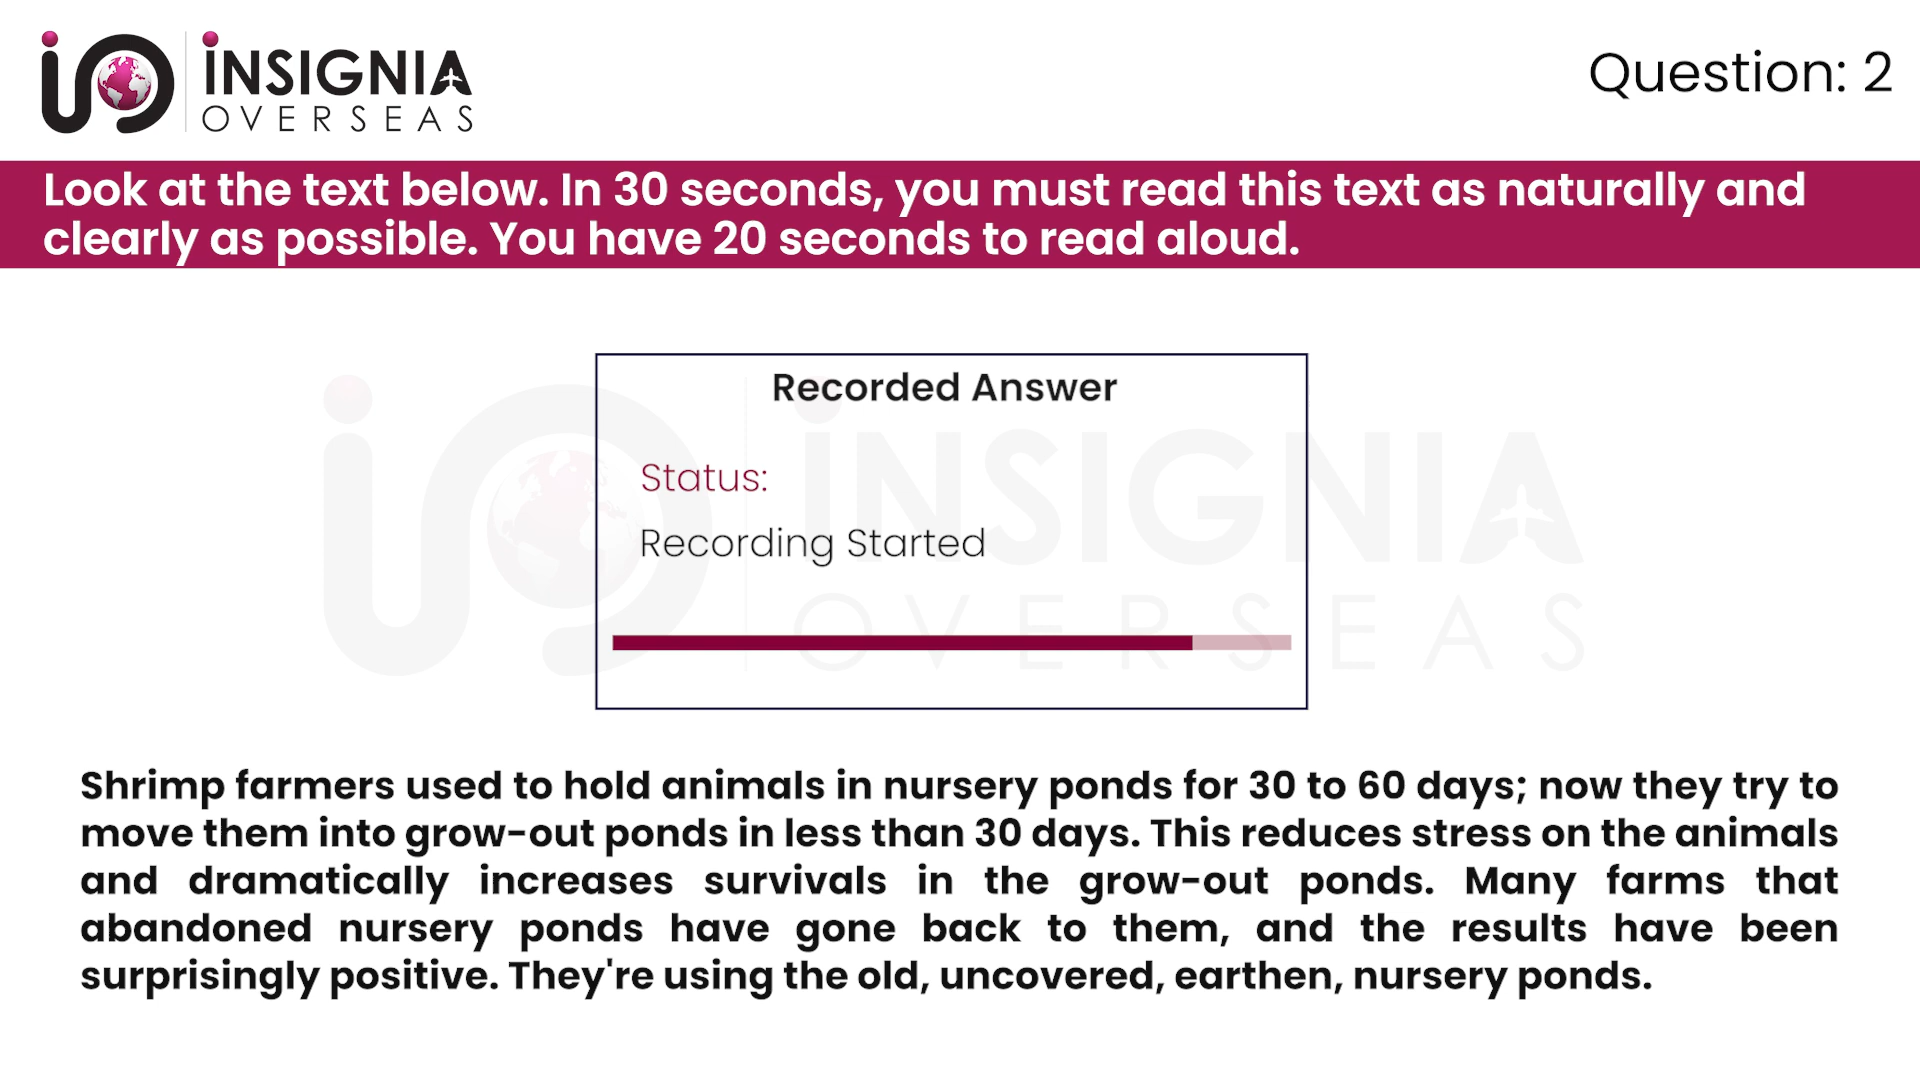 iNSIGNIA
OVERSEAS
Question: 2
Look at the text below. In 30 seconds, you must read this text as naturally and
clearly as possible. You have 20 seconds to read aloud.
Recorded Answer
Status:
Recording Started
iNSIGNIA
OVERSEAS
Shrimp farmers used to hold animals in nursery ponds for 30 to 60 days; now they try to
move them into grow-out ponds in less than 30 days. This reduces stress on the animals
and dramatically increases survivals in the grow-out ponds. Many farms that
abandoned nursery ponds have gone back to them, and the results have been
surprisingly positive. They're using the old, uncovered, earthen, nursery ponds.